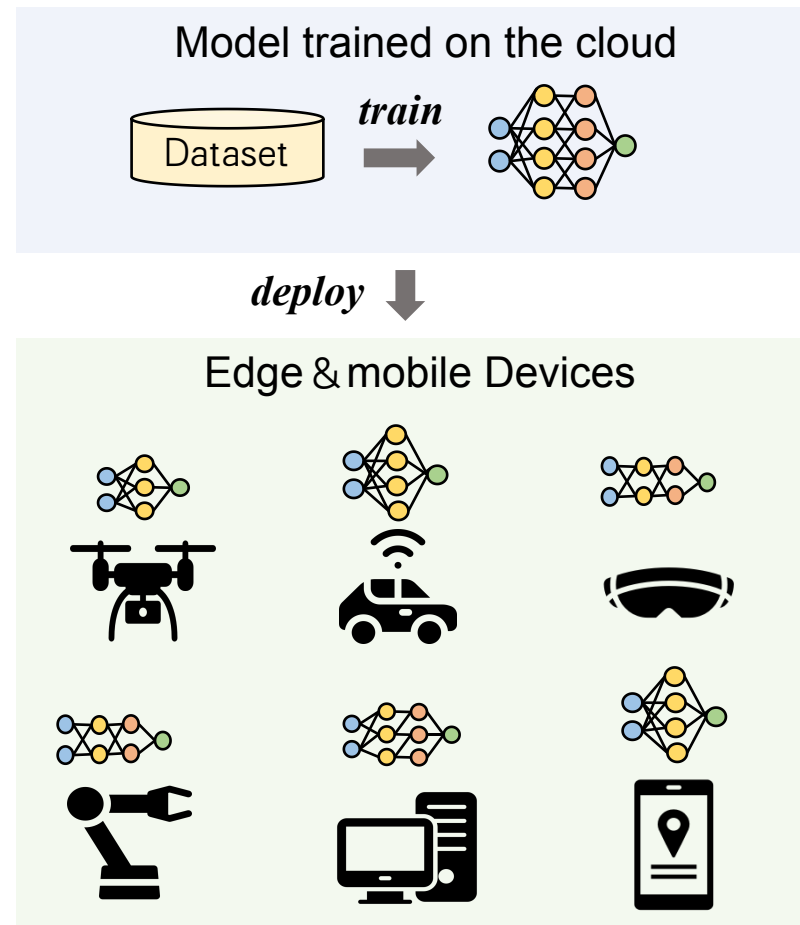 Model trained on the cloud
train
Dataset
deploy
Edge & mobile Devices